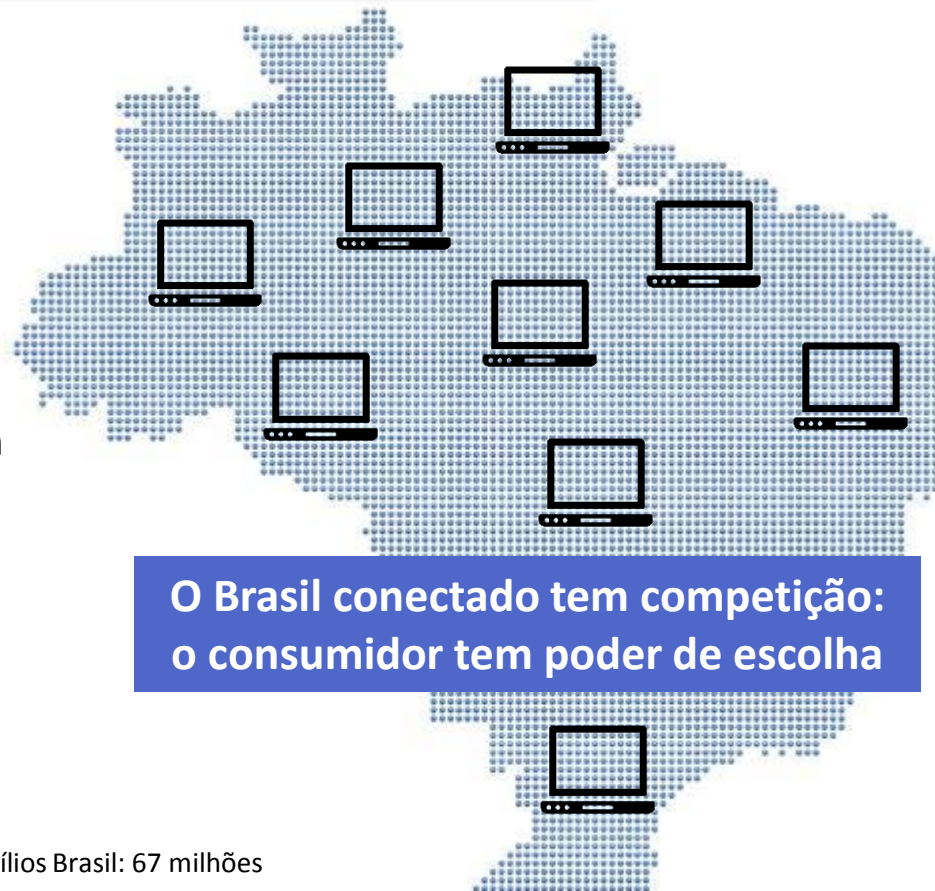 O Brasil conectado tem competição:
o consumidor tem poder de escolha
ílios Brasil: 67 milhões